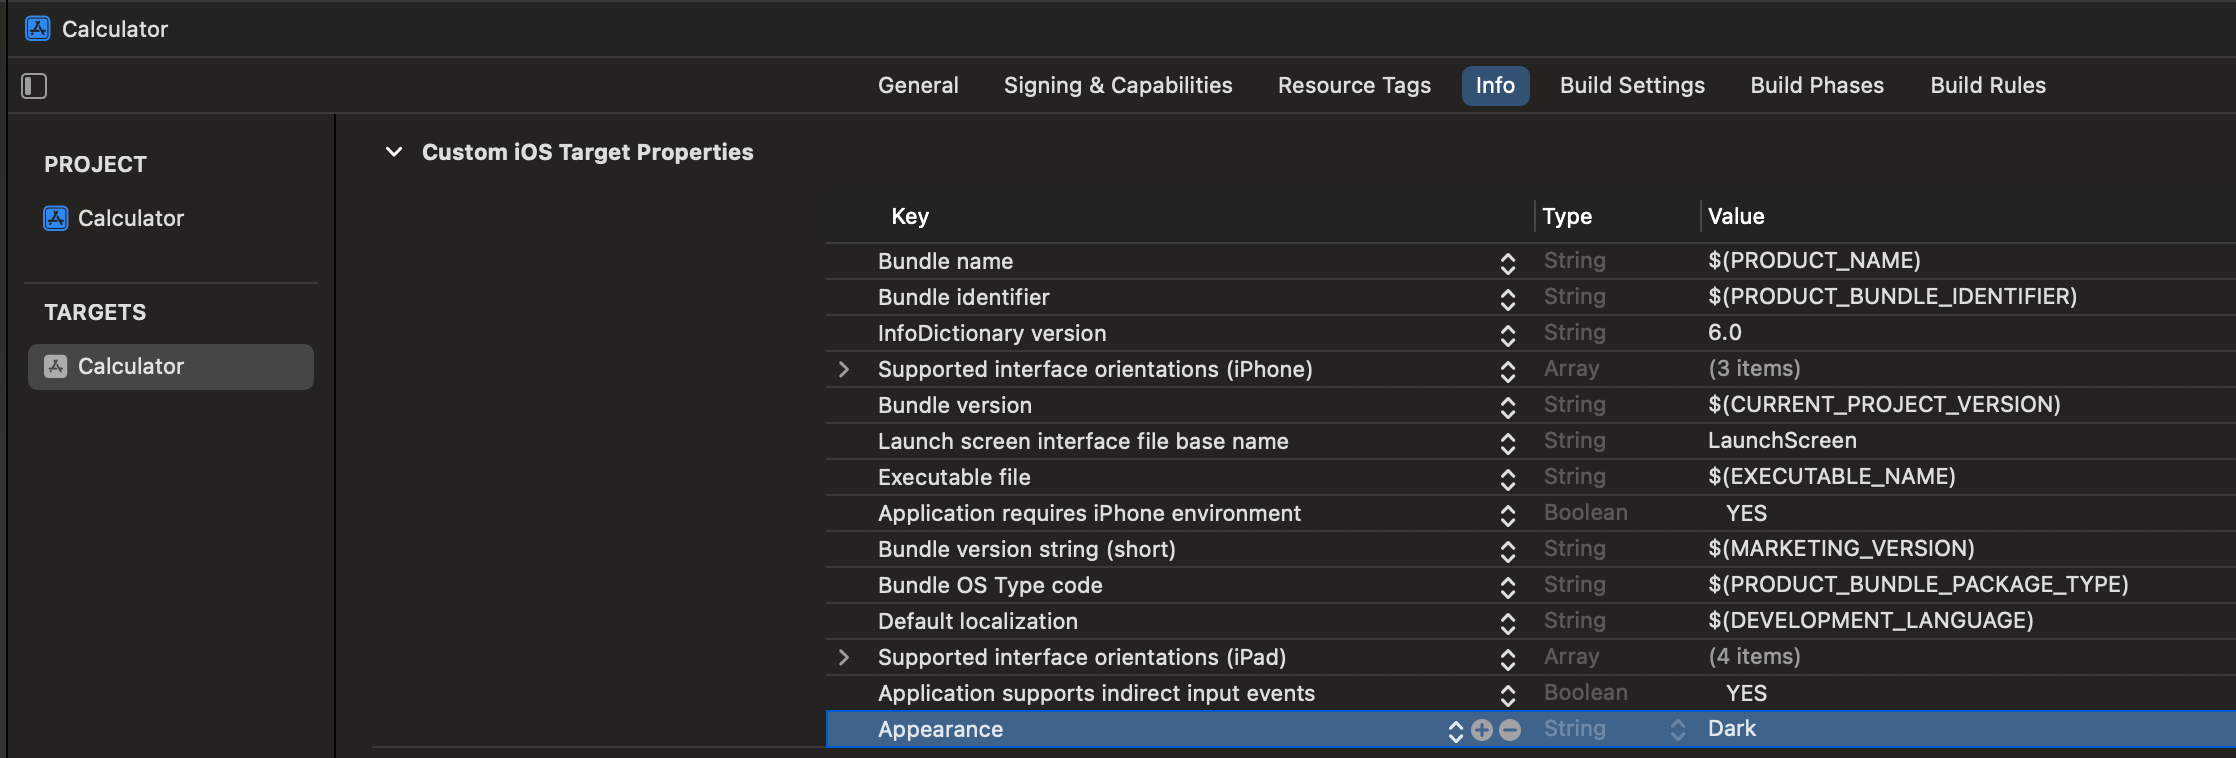 Calculator
General Signing & Capabilities Resource Tags Info Build Settings Build Phases Build Rules
PROJECT
Calculator
TARGETS
Calculator
Custom iOS Target Properties
Key Type Value
Bundle name String $(PRODUCT_NAME)
Bundle identifier String $(PRODUCT_BUNDLE_IDENTIFIER)
InfoDictionary version String 6.0
Supported interface orientations (iPhone) Array (3 items)
Bundle version String $(CURRENT_PROJECT_VERSION)
Launch screen interface file base name String LaunchScreen
Executable file String $(EXECUTABLE_NAME)
Application requires iPhone environment Boolean YES
Bundle version string (short) String $(MARKETING_VERSION)
Bundle OS Type code String $(PRODUCT_BUNDLE_PACKAGE_TYPE)
Default localization String $(DEVELOPMENT_LANGUAGE)
Supported interface orientations (iPad) Array (4 items)
Application supports indirect input events Boolean YES
Appearance String Dark